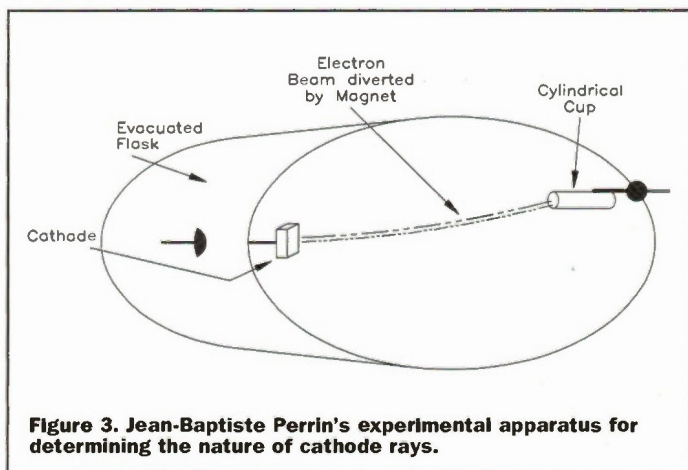 Electron
Beam diverted
by Magnet
Cylindrical
Cup
Evacuated
Flask
Cathode
Figure 3. Jean-Baptiste Perrin's experimental apparatus for
determining the nature of cathode rays.